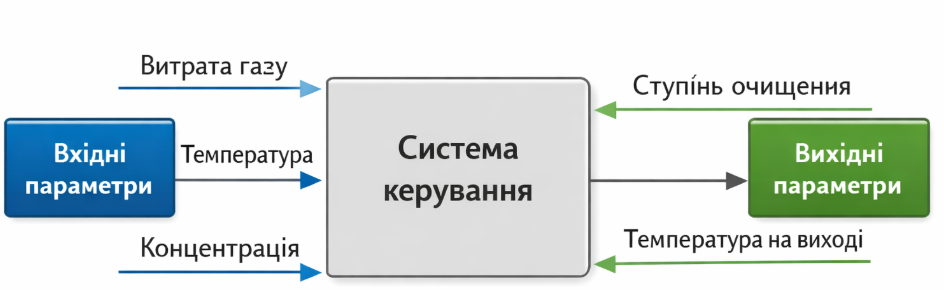 Витрата газу
Ступінь очищення
Вхідні
параметри
Температура
Система
керування
Вихідні
параметри
Концентрація
Температура на виході